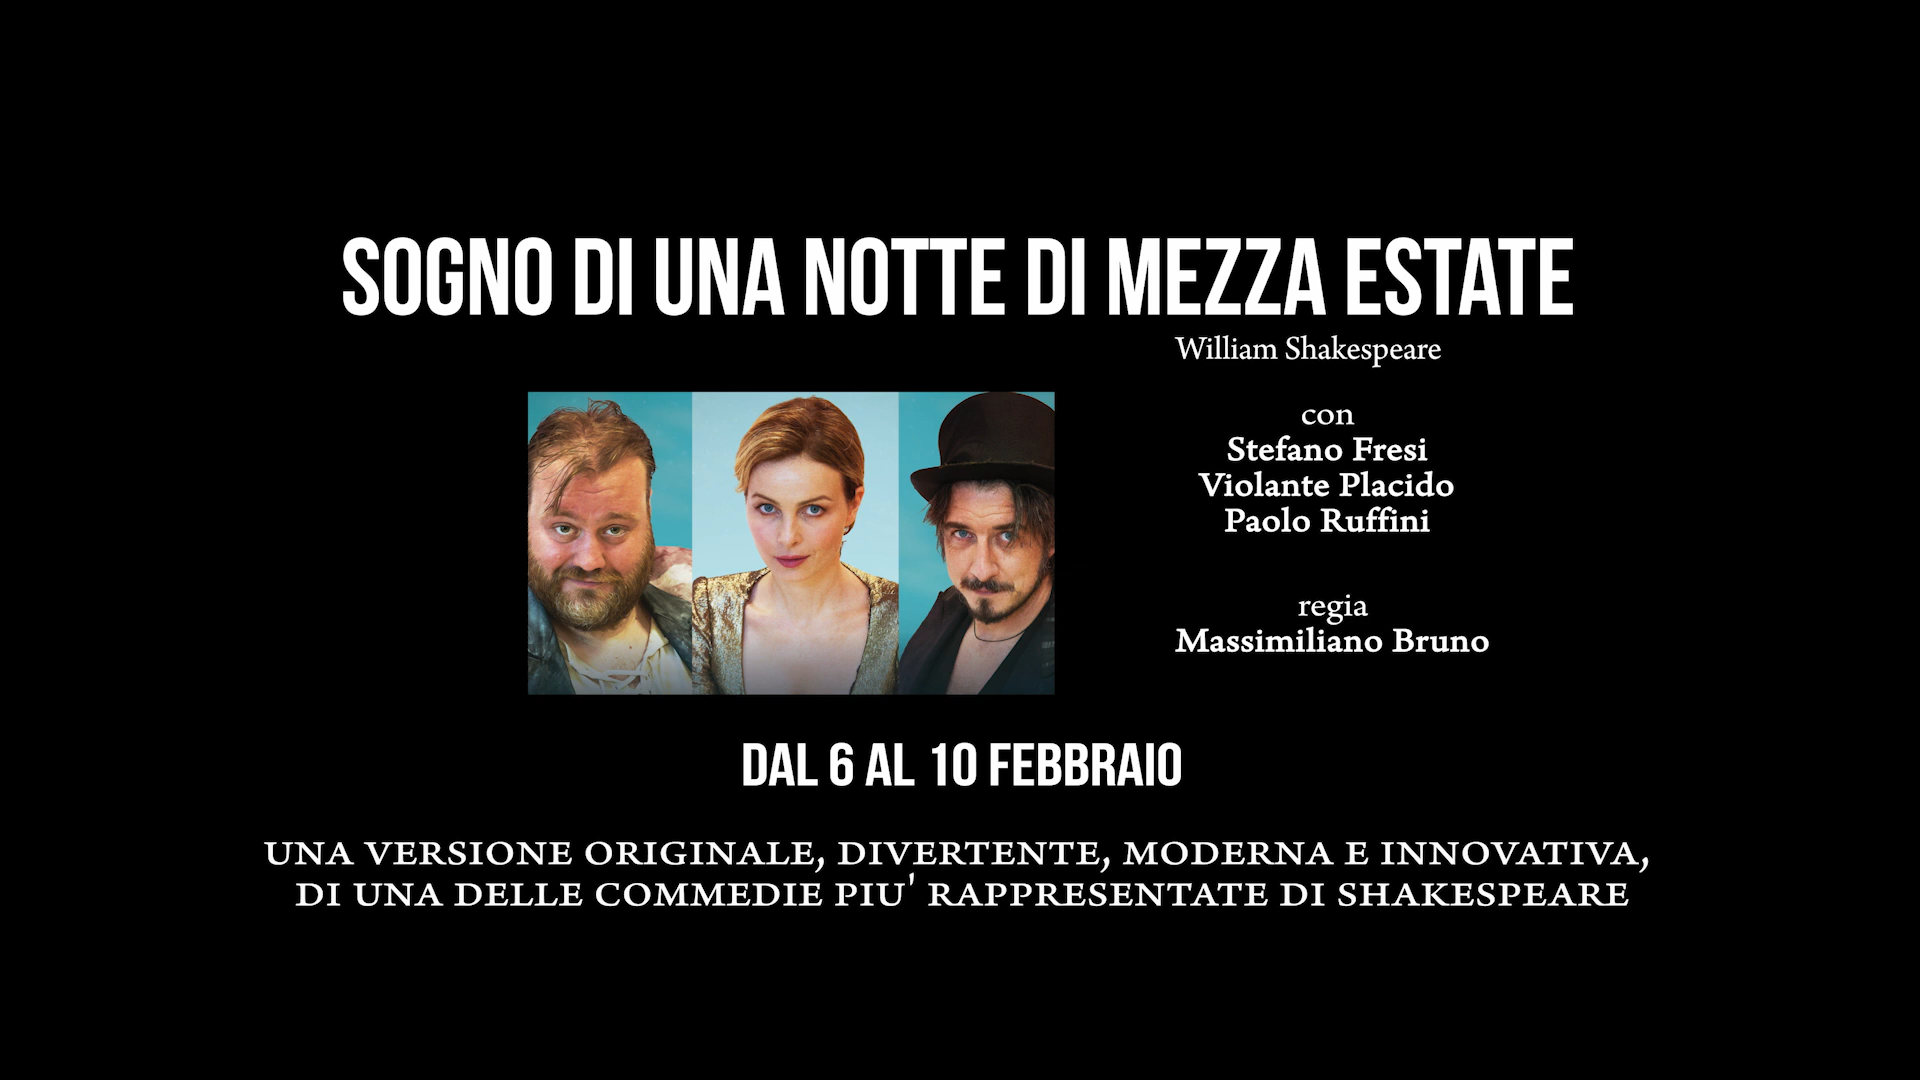 SOGNO DI UNA NOTTE DI MEZZA ESTATE
William Shakespeare
con
Stefano Fresi
Violante Placido
Paolo Ruffini
regia
Massimiliano Bruno
DAL 6 AL 10 FEBBRAIO
UNA VERSIONE ORIGINALE, DIVERTENTE, MODERNA E INNOVATIVA,
DI UNA DELLE COMMEDIE PIU' RAPPRESENTATE DI SHAKESPEARE